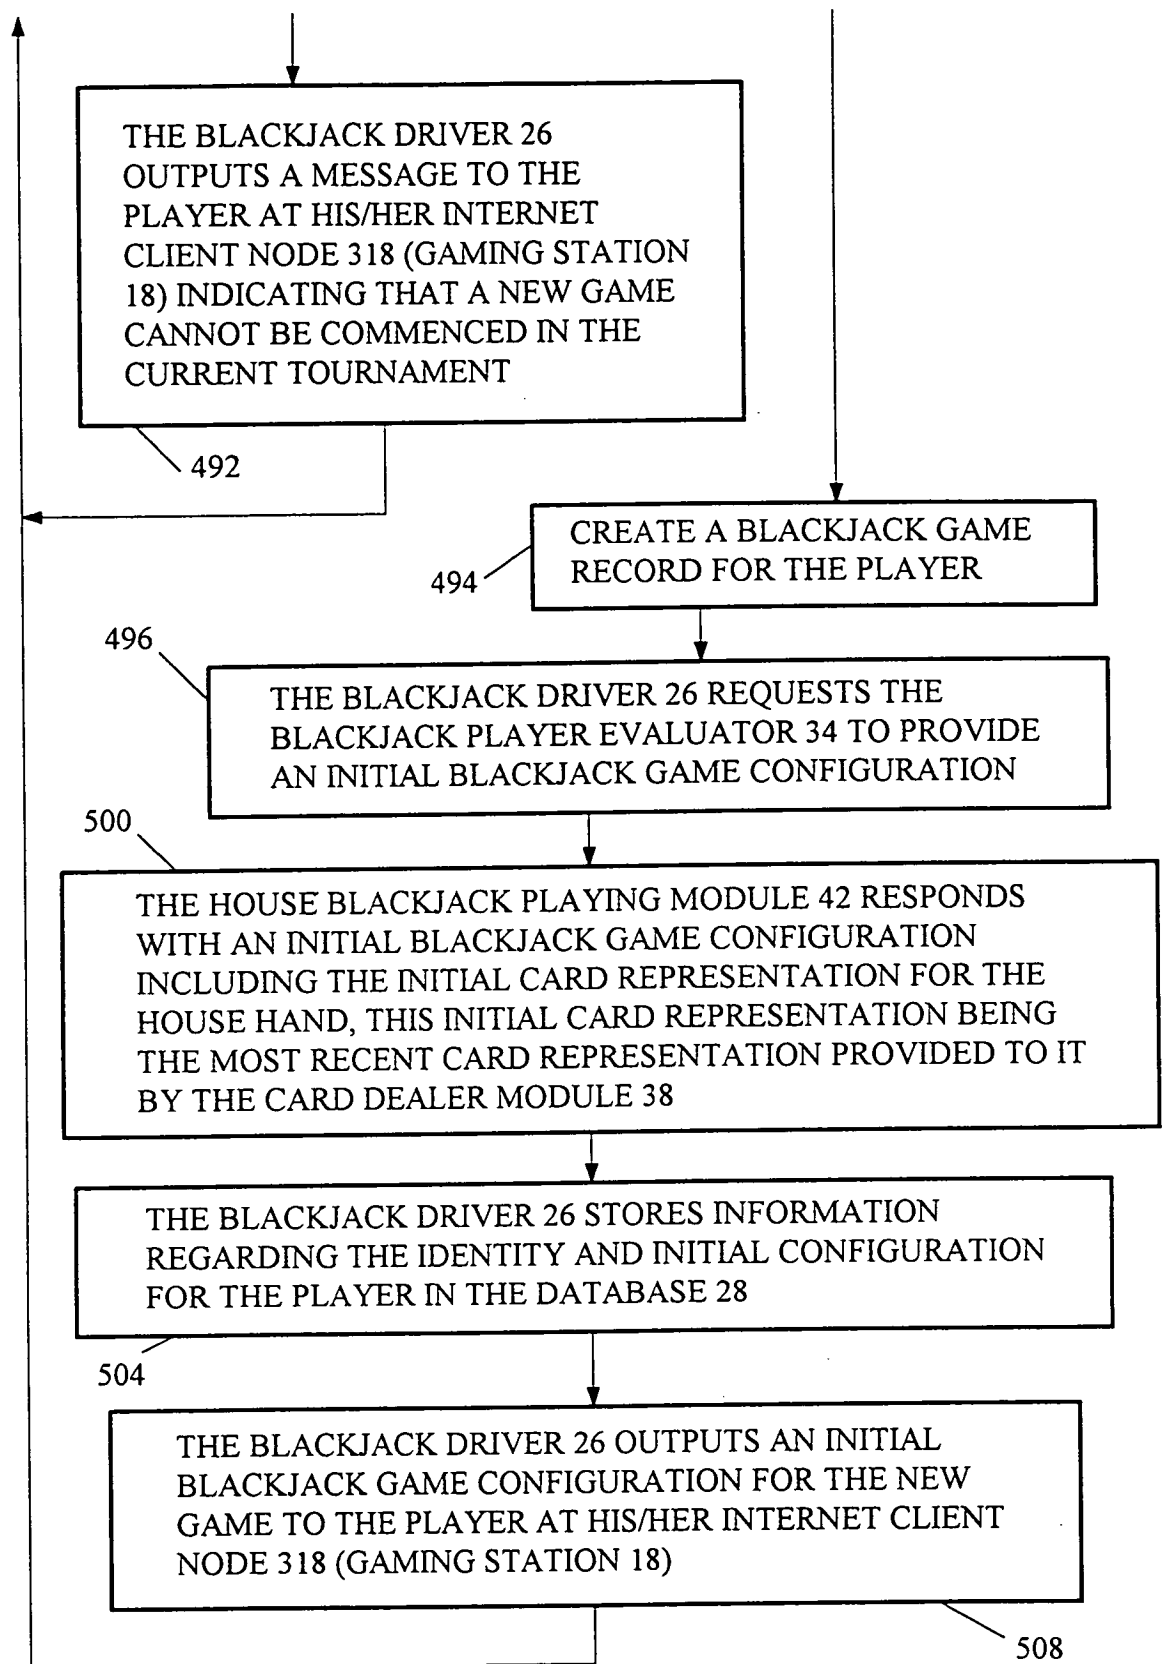 THE BLACKJACK DRIVER 26
OUTPUTS A MESSAGE TO THE
PLAYER AT HIS/HER INTERNET
CLIENT NODE 318 (GAMING STATION
18) INDICATING THAT A NEW GAME
CANNOT BE COMMENCED IN THE
CURRENT TOURNAMENT
492
CREATE A BLACKJACK GAME
RECORD FOR THE PLAYER
494
496
THE BLACKJACK DRIVER 26 REQUESTS THE
BLACKJACK PLAYER EVALUATOR 34 TO PROVIDE
AN INITIAL BLACKJACK GAME CONFIGURATION
500
THE HOUSE BLACKJACK PLAYING MODULE 42 RESPONDS
WITH AN INITIAL BLACKJACK GAME CONFIGURATION
INCLUDING THE INITIAL CARD REPRESENTATION FOR THE
HOUSE HAND, THIS INITIAL CARD REPRESENTATION BEING
THE MOST RECENT CARD REPRESENTATION PROVIDED TO IT
BY THE CARD DEALER MODULE 38
THE BLACKJACK DRIVER 26 STORES INFORMATION
REGARDING THE IDENTITY AND INITIAL CONFIGURATION
FOR THE PLAYER IN THE DATABASE 28
504
THE BLACKJACK DRIVER 26 OUTPUTS AN INITIAL
BLACKJACK GAME CONFIGURATION FOR THE NEW
GAME TO THE PLAYER AT HIS/HER INTERNET CLIENT
NODE 318 (GAMING STATION 18)
508